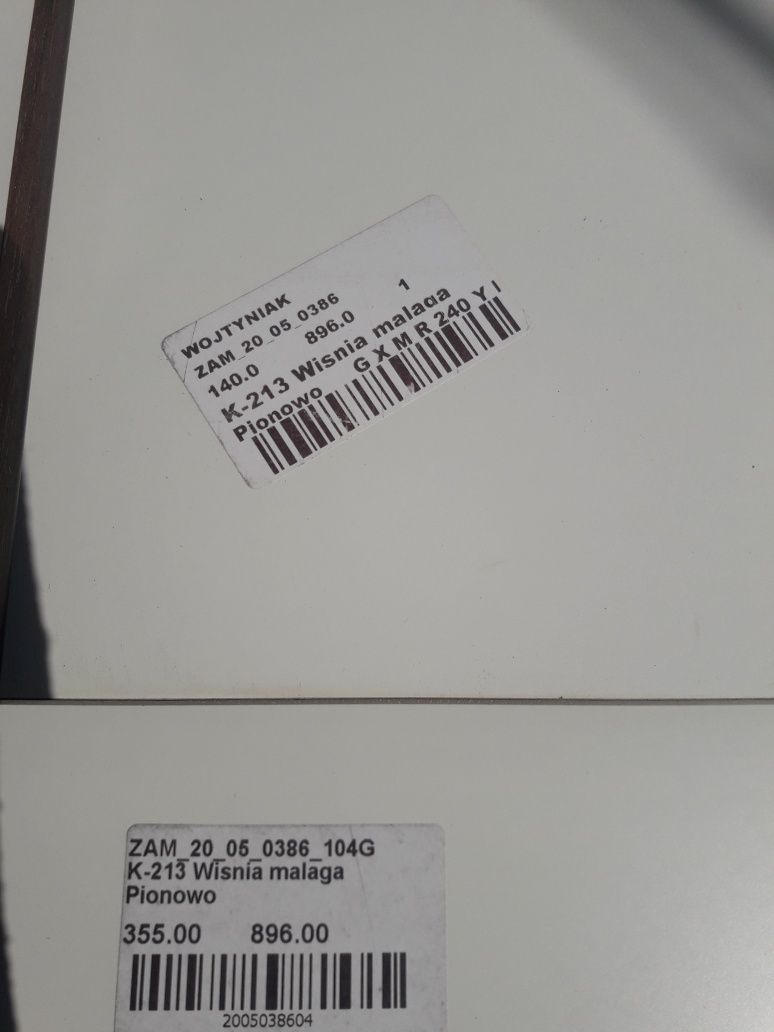 WOJTYNIAK
ZAM_20_05_0386
140.0 896.0 1
K-213 Wisnia malaga
Pionowo G X M R 240 Y I
ZAM_20_05_0386_104G
K-213 Wisnia malaga
Pionowo
355.00 896.00
2005038604